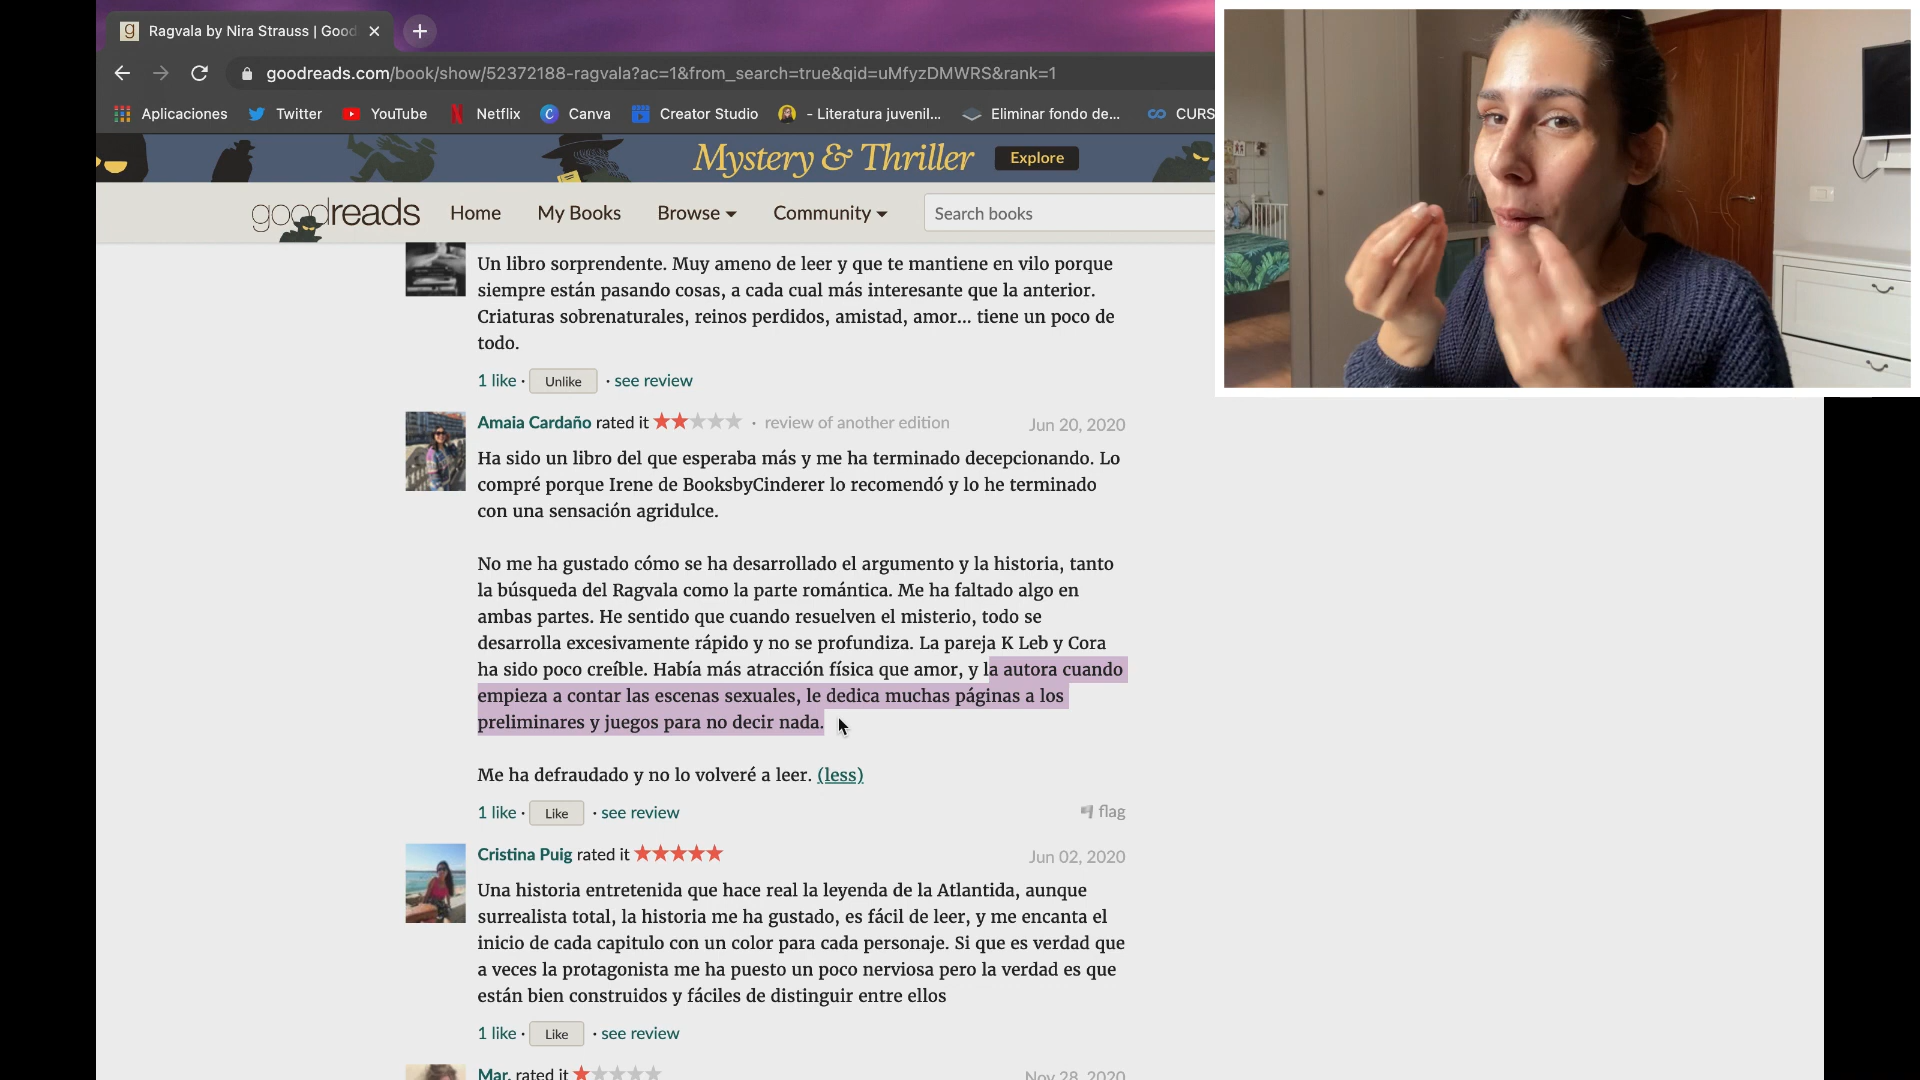 Ragvala by Nira Strauss | Good
goodreads.com/book/show/52372188-ragvala?ac=1&from_search=true&qid=uMfyzDMWRS&rank=1
Aplicaciones Twitter YouTube Netflix Canva Creator Studio - Literatura juvenil... Eliminar fondo de... CURS
Mystery & Thriller Explore
goodreads Home My Books Browse Community Search books
Un libro sorprendente. Muy ameno de leer y que te mantiene en vilo porque
siempre están pasando cosas, a cada cual más interesante que la anterior.
Criaturas sobrenaturales, reinos perdidos, amistad, amor... tiene un poco de
todo.
1 like · Unlike · see review
Amaia Cardaño rated it · review of another edition Jun 20, 2020
Ha sido un libro del que esperaba más y me ha terminado decepcionando. Lo
compré porque Irene de BooksbyCinderer lo recomendó y lo he terminado
con una sensación agridulce.
No me ha gustado cómo se ha desarrollado el argumento y la historia, tanto
la búsqueda del Ragvala como la parte romántica. Me ha faltado algo en
ambas partes. He sentido que cuando resuelven el misterio, todo se
desarrolla excesivamente rápido y no se profundiza. La pareja K Leb y Cora
ha sido poco creíble. Había más atracción física que amor, y la autora cuando
empieza a contar las escenas sexuales, le dedica muchas páginas a los
preliminares y juegos para no decir nada.
Me ha defraudado y no lo volveré a leer. (less)
1 like · Like · see review flag
Cristina Puig rated it Jun 02, 2020
Una historia entretenida que hace real la leyenda de la Atlantida, aunque
surrealista total, la historia me ha gustado, es fácil de leer, y me encanta el
inicio de cada capitulo con un color para cada personaje. Si que es verdad que
a veces la protagonista me ha puesto un poco nerviosa pero la verdad es que
están bien construidos y fáciles de distinguir entre ellos
1 like · Like · see review
Mar. rated it Nov 28, 2020